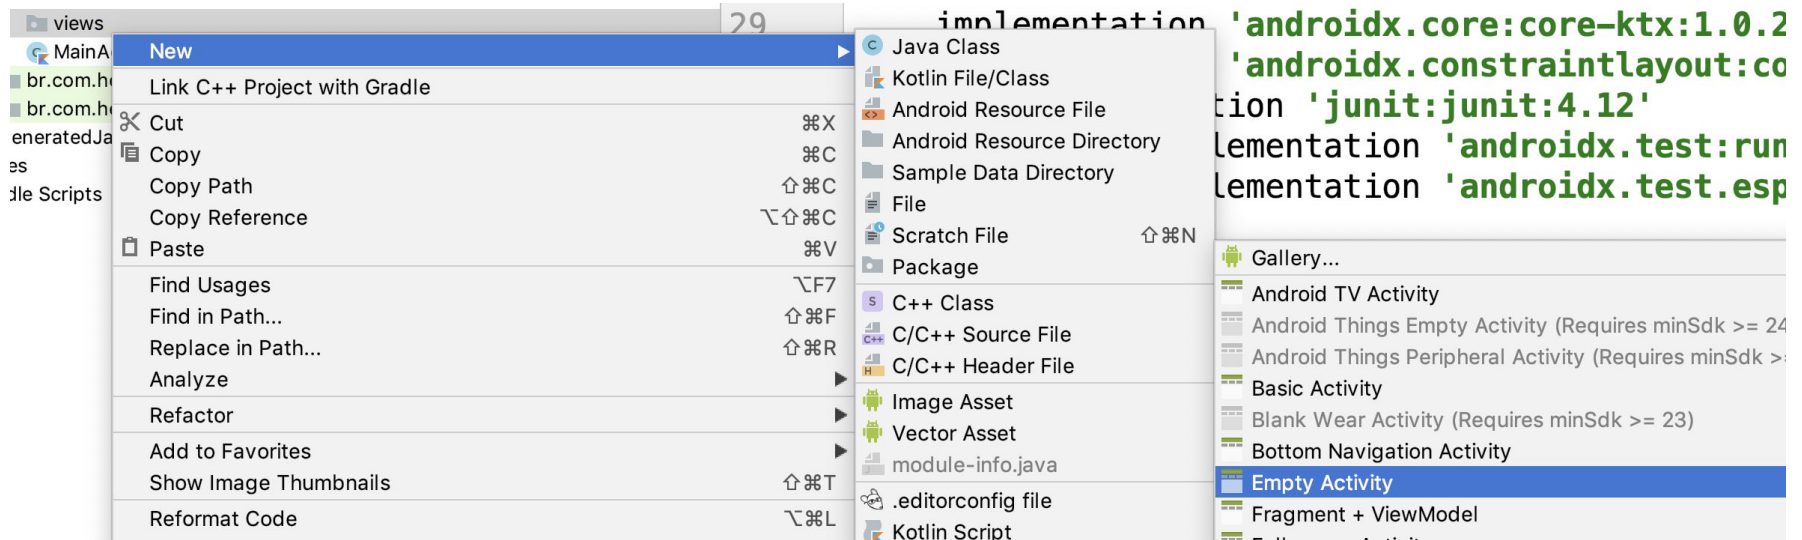 views
MainA
br.com.he
br.com.he
eneratedJa
es
dle Scripts
New
Link C++ Project with Gradle
Cut ⌘X
Copy ⌘C
Copy Path ⇧⌘C
Copy Reference ⌥⇧⌘C
Paste ⌘V
Find Usages ⌥F7
Find in Path... ⇧⌘F
Replace in Path... ⇧⌘R
Analyze
Refactor
Add to Favorites
Show Image Thumbnails ⇧⌘T
Reformat Code ⌥⌘L
Java Class
Kotlin File/Class
Android Resource File
Android Resource Directory
Sample Data Directory
File
Scratch File ⇧⌘N
Package
C++ Class
C/C++ Source File
C/C++ Header File
Image Asset
Vector Asset
module-info.java
.editorconfig file
Kotlin Script
29 implementation 'androidx.core:core-ktx:1.0.2
'androidx.constraintlayout:co
tion 'junit:junit:4.12'
lementation 'androidx.test:run
lementation 'androidx.test.esp
Gallery...
Android TV Activity
Android Things Empty Activity (Requires minSdk >= 24
Android Things Peripheral Activity (Requires minSdk >=
Basic Activity
Blank Wear Activity (Requires minSdk >= 23)
Bottom Navigation Activity
Empty Activity
Fragment + ViewModel